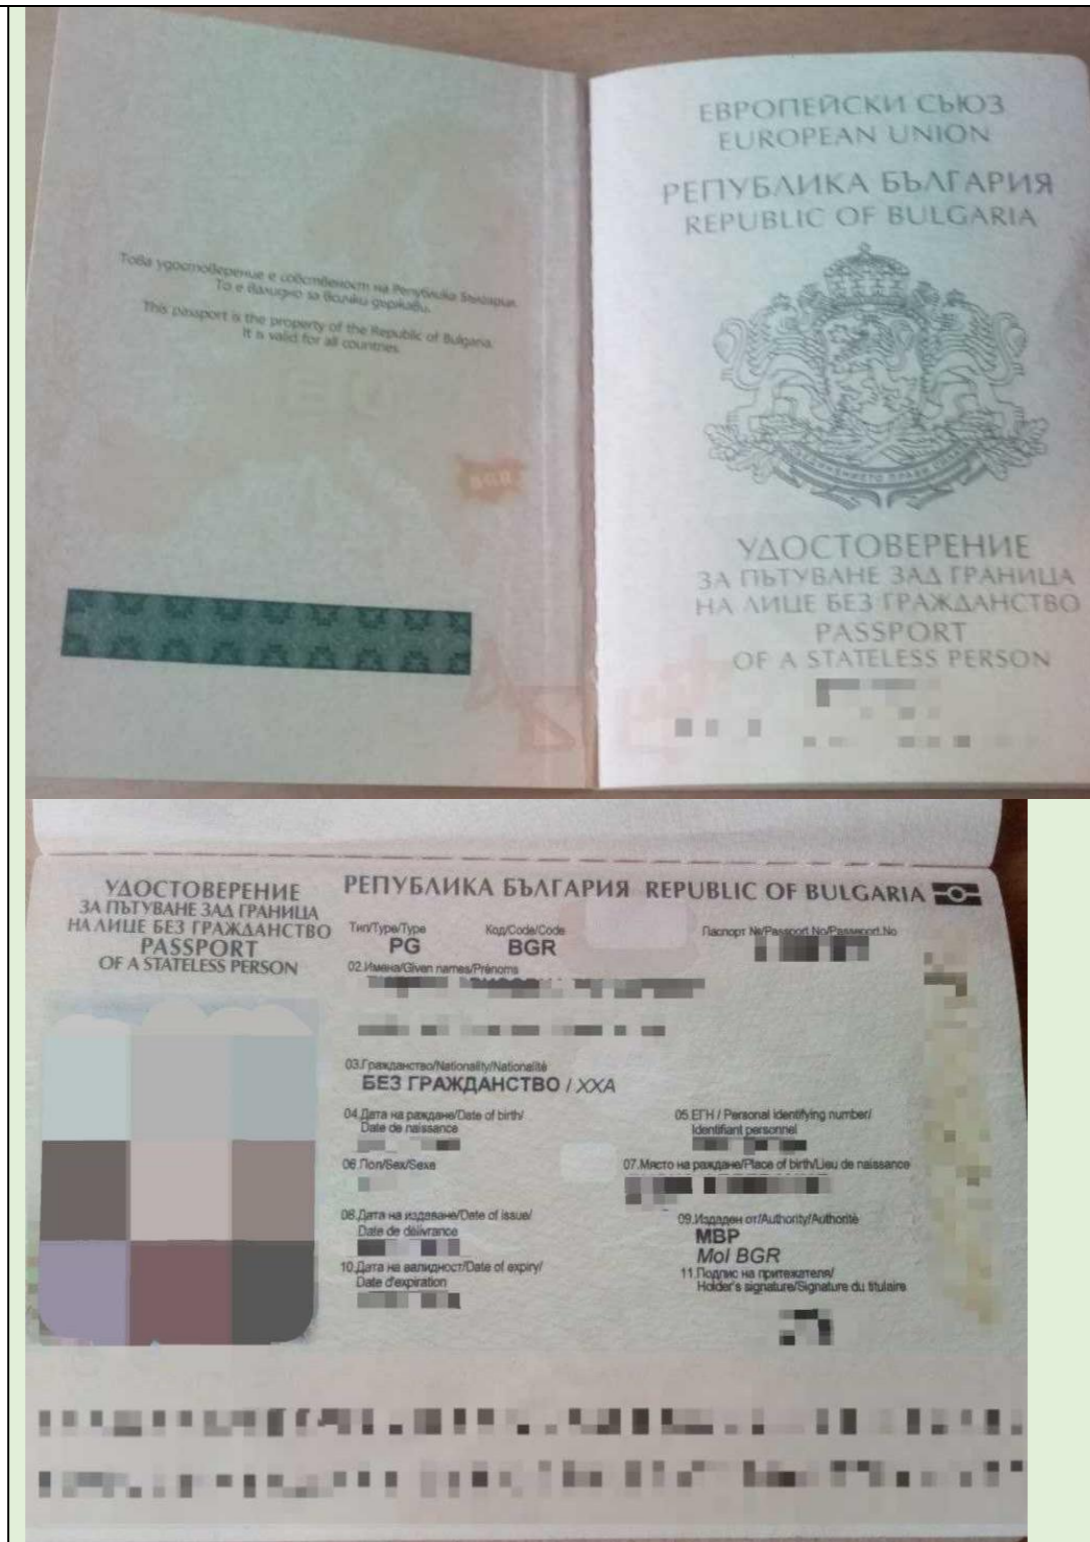 Това удостоверение е собственост на Република България.
То е валидно за всички държави.
This passport is the property of the Republic of Bulgaria.
It is valid for all countries.
BGR
ЕВРОПЕЙСКИ СЪЮЗ
EUROPEAN UNION
РЕПУБЛИКА БЪЛГАРИЯ
REPUBLIC OF BULGARIA
СЪЕДИНЕНИЕТО ПРАВИ СИЛАТА
УДОСТОВЕРЕНИЕ
ЗА ПЪТУВАНЕ ЗАД ГРАНИЦА
НА ЛИЦЕ БЕЗ ГРАЖДАНСТВО
PASSPORT
OF A STATELESS PERSON
УДОСТОВЕРЕНИЕ
ЗА ПЪТУВАНЕ ЗАД ГРАНИЦА
НА ЛИЦЕ БЕЗ ГРАЖДАНСТВО
PASSPORT
OF A STATELESS PERSON
РЕПУБЛИКА БЪЛГАРИЯ REPUBLIC OF BULGARIA
Тип/Type/Type Код/Code/Code Паспорт №/Passport No/Passeport No
PG BGR
02.Имена/Given names/Prénoms
03.Гражданство/Nationality/Nationalité
БЕЗ ГРАЖДАНСТВО / XXA
04.Дата на раждане/Date of birth/
Date de naissance
05.ЕГН / Personal identifying number/
Identifiant personnel
06.Пол/Sex/Sexe
07.Място на раждане/Place of birth/Lieu de naissance
08.Дата на издаване/Date of issue/
Date de délivrance
09.Издаден от/Authority/Authorité
МВР
MoI BGR
10.Дата на валидност/Date of expiry/
Date d'expiration
11.Подпис на притежателя/
Holder's signature/Signature du titulaire